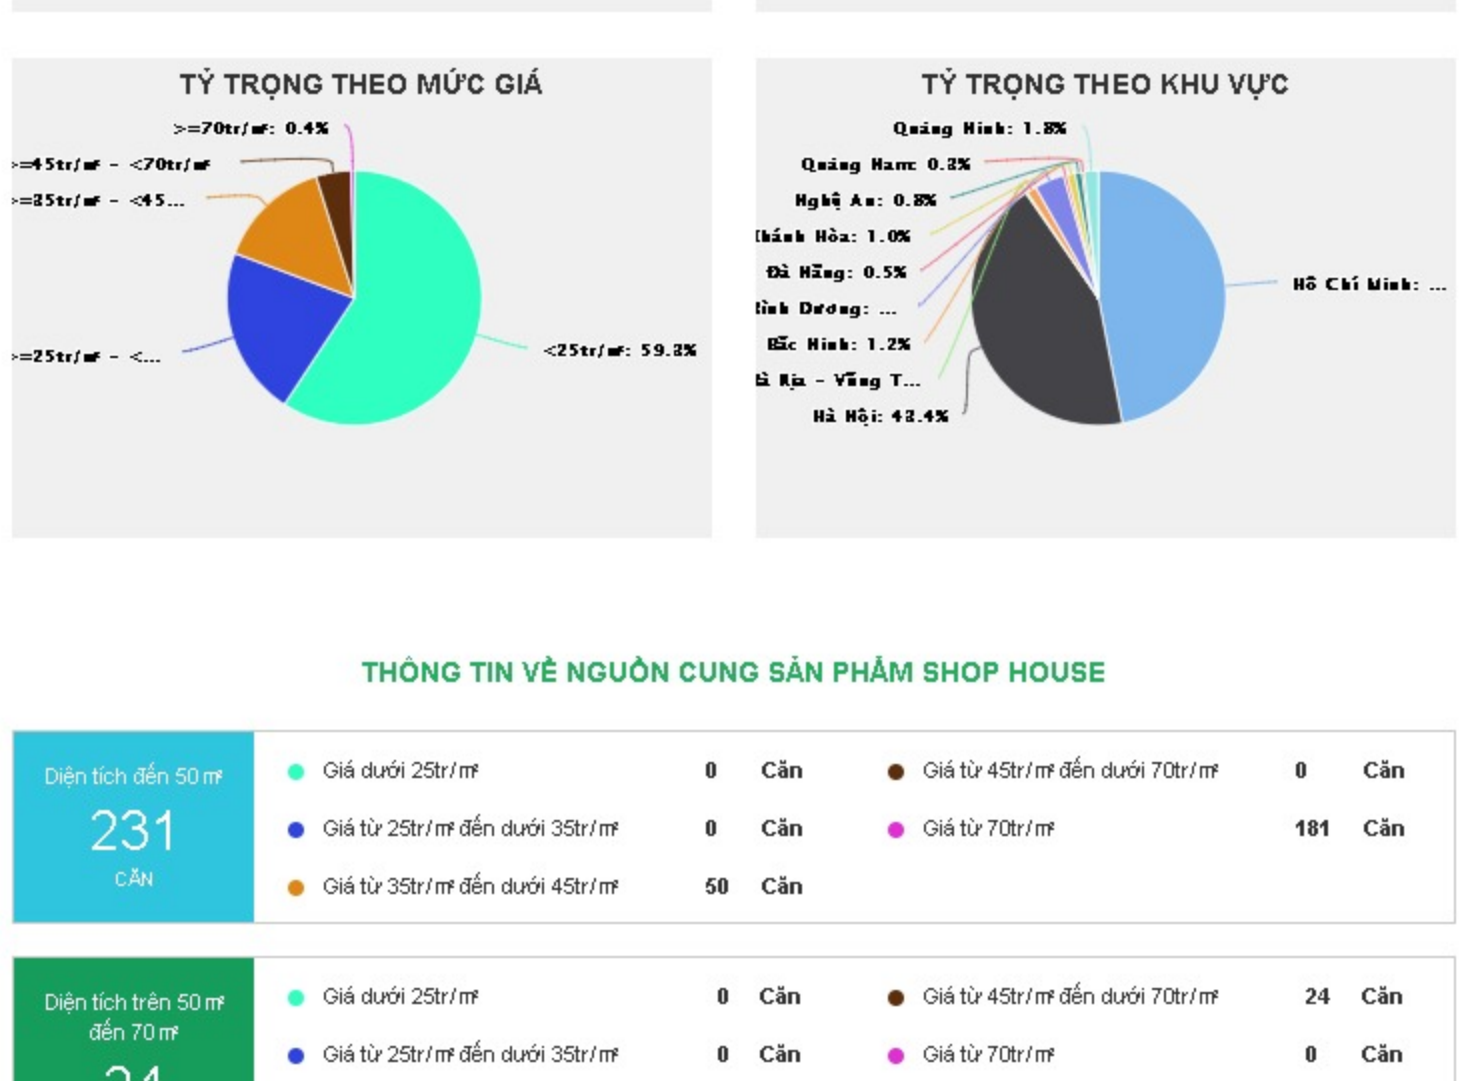 TỶ TRỌNG THEO MỨC GIÁ
>=70tr/m²: 0.4%
>=45tr/m² - <70tr/m²
>=35tr/m² - <45...
>=25tr/m² - <...
<25tr/m²: 59.3%
TỶ TRỌNG THEO KHU VỰC
Quảng Ninh: 1.8%
Quảng Nam: 0.3%
Nghệ An: 0.8%
Khánh Hòa: 1.0%
Đà Nẵng: 0.5%
Bình Dương: ...
Bắc Ninh: 1.2%
Bà Rịa - Vũng T...
Hà Nội: 43.4%
Hồ Chí Minh: ...
THÔNG TIN VỀ NGUỒN CUNG SẢN PHẨM SHOP HOUSE
Diện tích đến 50 m²
231
CĂN
Giá dưới 25tr/m² 0 Căn
Giá từ 45tr/m² đến dưới 70tr/m² 0 Căn
Giá từ 25tr/m² đến dưới 35tr/m² 0 Căn
Giá từ 70tr/m² 181 Căn
Giá từ 35tr/m² đến dưới 45tr/m² 50 Căn
Diện tích trên 50 m²
đến 70 m²
24
Giá dưới 25tr/m² 0 Căn
Giá từ 45tr/m² đến dưới 70tr/m² 24 Căn
Giá từ 25tr/m² đến dưới 35tr/m² 0 Căn
Giá từ 70tr/m² 0 Căn